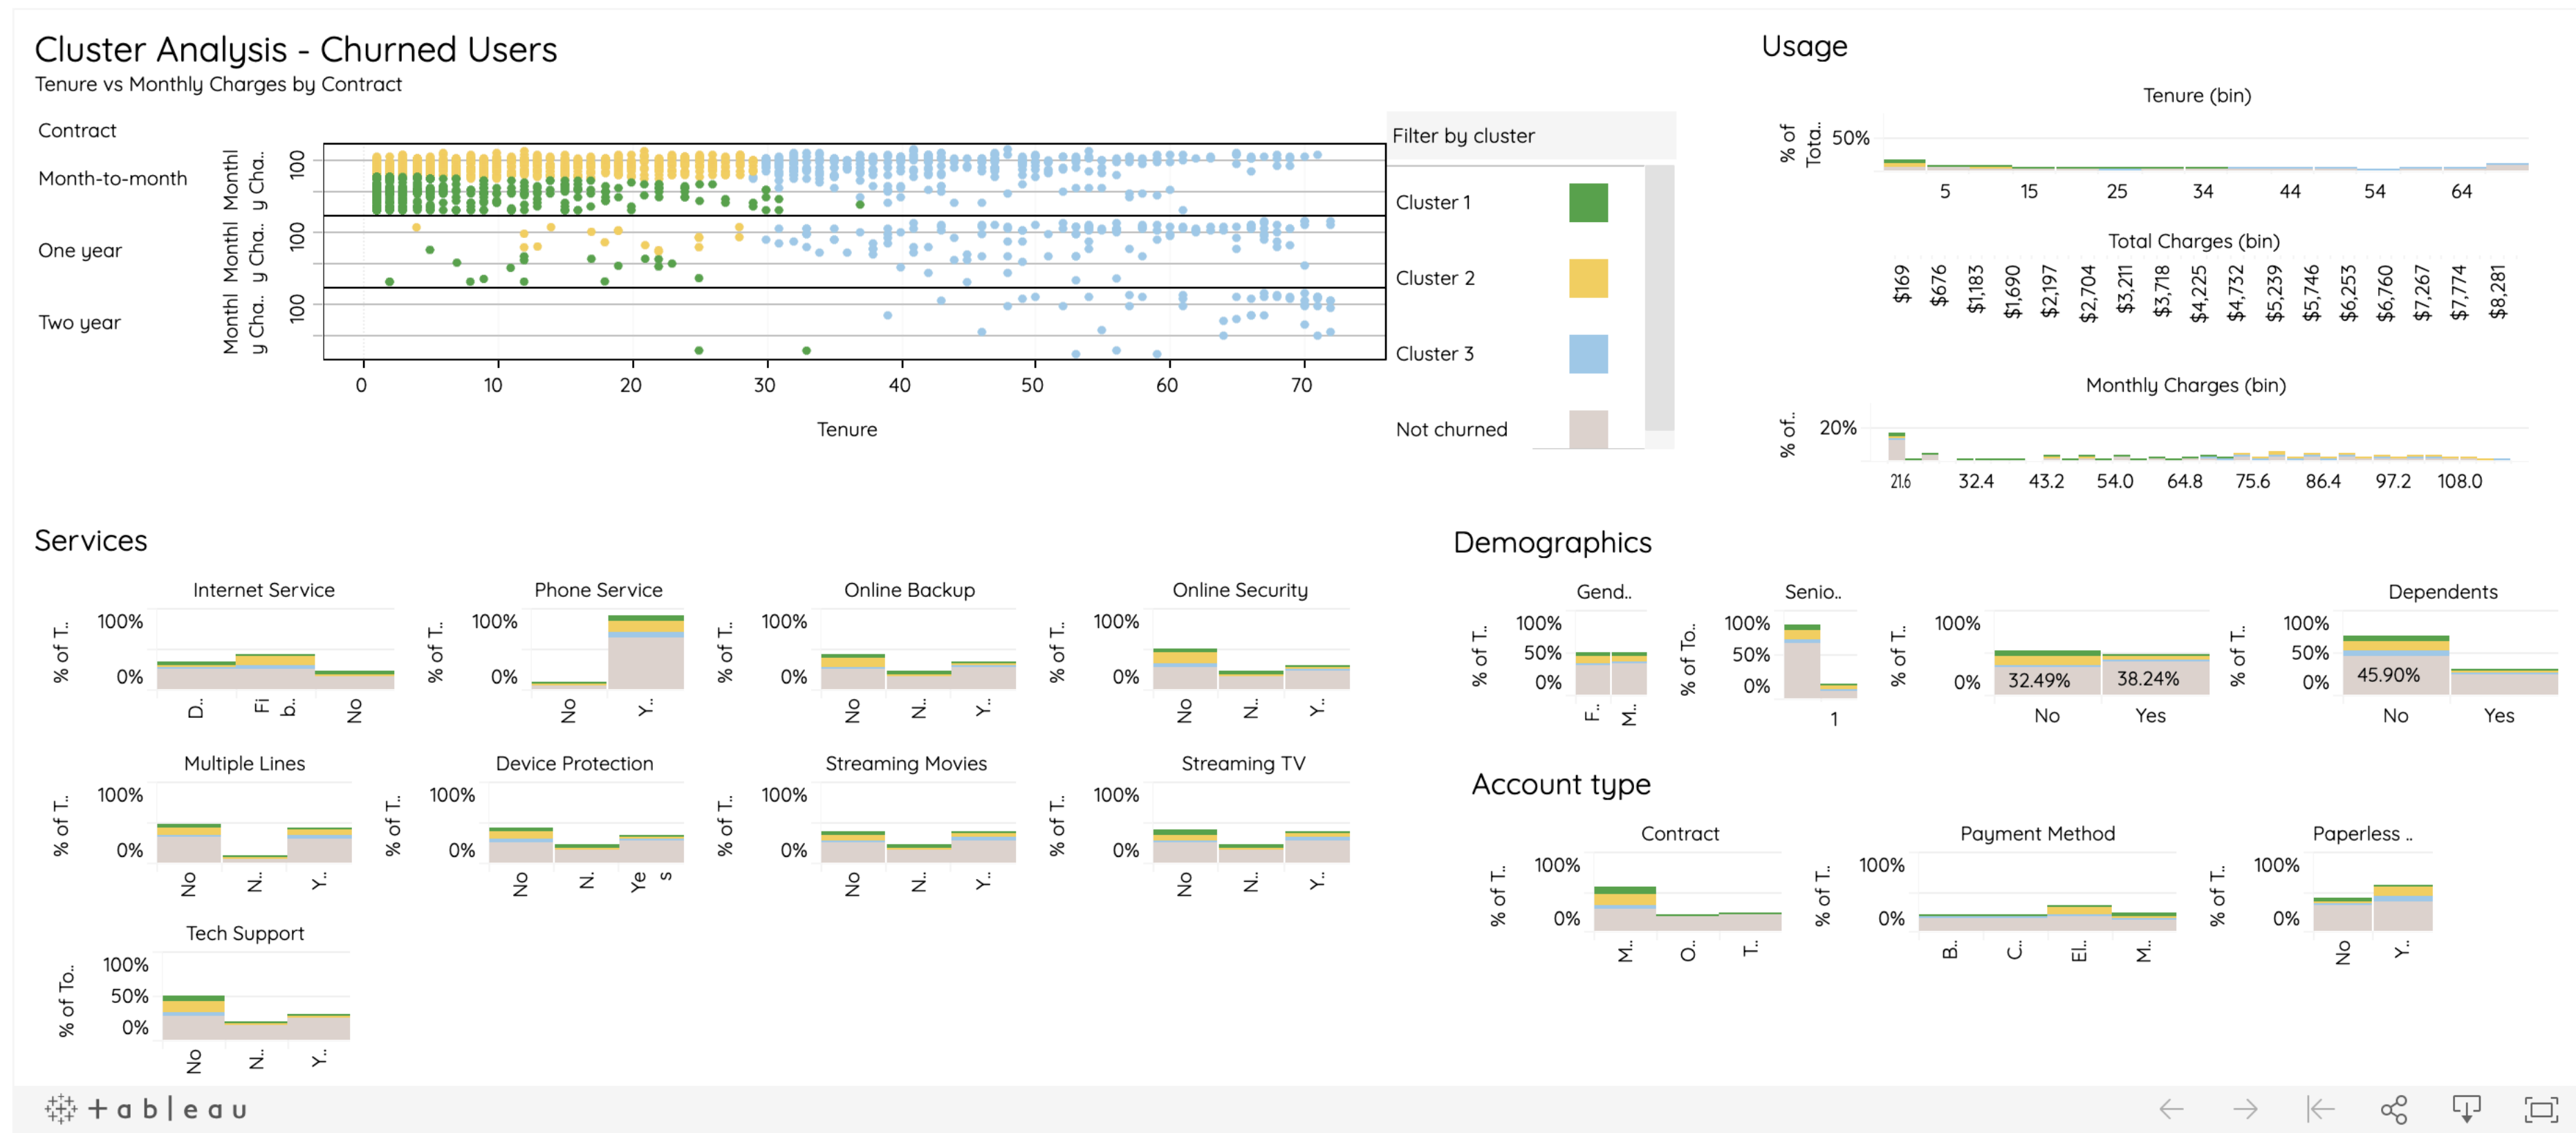 Cluster Analysis - Churned Users
Tenure vs Monthly Charges by Contract
Contract
Month-to-month
Monthl
y Cha..
100
One year
Monthl
y Cha..
100
Two year
Monthl
y Cha..
100
0 10 20 30 40 50 60 70
Tenure
Filter by cluster
Cluster 1
Cluster 2
Cluster 3
Not churned
Usage
Tenure (bin)
% of
Tota..
50%
5 15 25 34 44 54 64
Total Charges (bin)
$169 $676 $1,183 $1,690 $2,197 $2,704 $3,211 $3,718 $4,225 $4,732 $5,239 $5,746 $6,253 $6,760 $7,267 $7,774 $8,281
Monthly Charges (bin)
% of..
20%
21.6 32.4 43.2 54.0 64.8 75.6 86.4 97.2 108.0
Services
Internet Service
% of T..
100%
0%
D.. Fi b.. No
Phone Service
% of T..
100%
0%
No Y..
Online Backup
% of T..
100%
0%
No N.. Y..
Online Security
% of T..
100%
0%
No N.. Y..
Multiple Lines
% of T..
100%
0%
No N.. Y..
Device Protection
% of T..
100%
0%
No N. Ye s
Streaming Movies
% of T..
100%
0%
No N.. Y..
Streaming TV
% of T..
100%
0%
No N.. Y..
Tech Support
% of To..
100%
50%
0%
No N.. Y..
Demographics
Gend..
% of T..
100%
50%
0%
F.. M..
Senio..
% of To..
100%
50%
0%
1
% of T..
100%
0%
32.49% 38.24%
No Yes
Dependents
% of T..
100%
50%
0%
45.90%
No Yes
Account type
Contract
% of T..
100%
0%
M.. O.. T..
Payment Method
% of T..
100%
0%
B.. C.. El.. M..
Paperless ..
% of T..
100%
0%
No Y..
+ableau